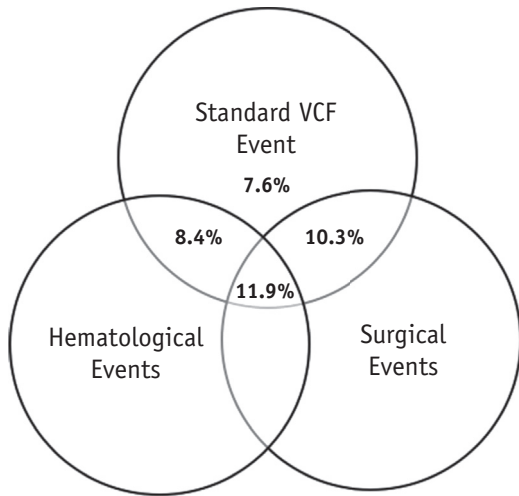 Standard VCF
Event
7.6%
8.4%
10.3%
11.9%
Hematological
Events
Surgical
Events